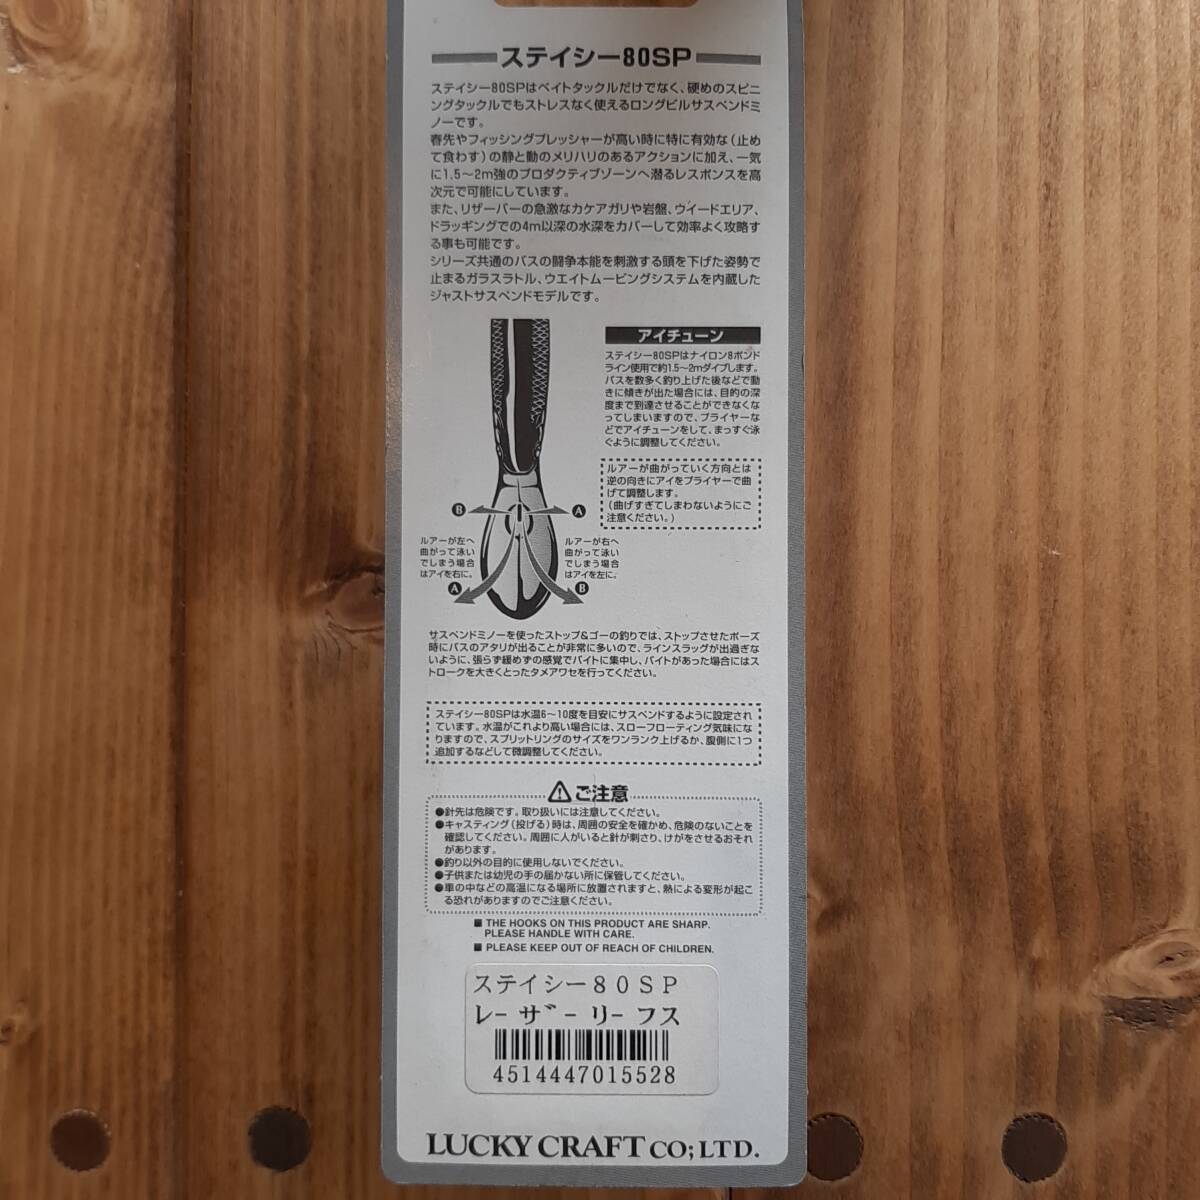 ステイシー80SP
ステイシー80SPはベイトタックルだけでなく、硬めのスピニ
ングタックルでもストレスなく使えるロングビルサスペンドミ
ノーです。
春先やフィッシングプレッシャーが高い時に特に有効な(止め
て食わす)の静と動のメリハリのあるアクションに加え、一気
に1.5〜2m強のプロダクティブゾーンへ潜るレスポンスを高
次元で可能にしています。
また、リザーバーの急激なカケアガリや岩盤、ウイードエリア、
ドラッギングでの4m以深の水深をカバーして効率よく攻略す
る事も可能です。
シリーズ共通のバスの闘争本能を刺激する頭を下げた姿勢で
止まるガラスラトル、ウエイトムービングシステムを内蔵した
ジャストサスペンドモデルです。
アイチューン
ステイシー80SPはナイロン8ポンド
ライン使用で約1.5〜2mダイブします。
バスを数多く釣り上げた後などで動
きに傾きが出た場合には、目的の深
度まで到達させることができなくな
ってしまいますので、プライヤーな
どでアイチューンをして、まっすぐ泳
ぐように調整してください。
ルアーが曲がっていく方向とは
逆の向きにアイをプライヤーで曲
げて調整します。
(曲げすぎてしまわないようにご
注意ください。)
B A
ルアーが左へ
曲がって泳い
でしまう場合
はアイを右に。
ルアーが右へ
曲がって泳い
でしまう場合
はアイを左に。
A B
サスペンドミノーを使ったストップ&ゴーの釣りでは、ストップさせたポーズ
時にバスのアタリが出ることが非常に多いので、ラインスラッグが出過ぎな
いように、張らず緩めずの感覚でバイトに集中し、バイトがあった場合にはス
トロークを大きくとったタメアワセを行ってください。
ステイシー80SPは水温6〜10度を目安にサスペンドするように設定され
ています。水温がこれより高い場合には、スローフローティング気味にな
りますので、スプリットリングのサイズをワンランク上げるか、腹側に1つ
追加するなどして微調整してください。
⚠ご注意
●針先は危険です。取り扱いには注意してください。
●キャスティング(投げる)時は、周囲の安全を確かめ、危険のないことを
確認してください。周囲に人がいると針が刺さり、けがをさせるおそれ
があります。
●釣り以外の目的に使用しないでください。
●子供または幼児の手の届かない所に保管してください。
●車の中などの高温になる場所に放置されますと、熱による変形が起こ
る恐れがありますのでご注意ください。
■ THE HOOKS ON THIS PRODUCT ARE SHARP.
PLEASE HANDLE WITH CARE.
■ PLEASE KEEP OUT OF REACH OF CHILDREN.
ステイシー80SP
レーザーリーフス
4514447015528
LUCKY CRAFT CO;LTD.